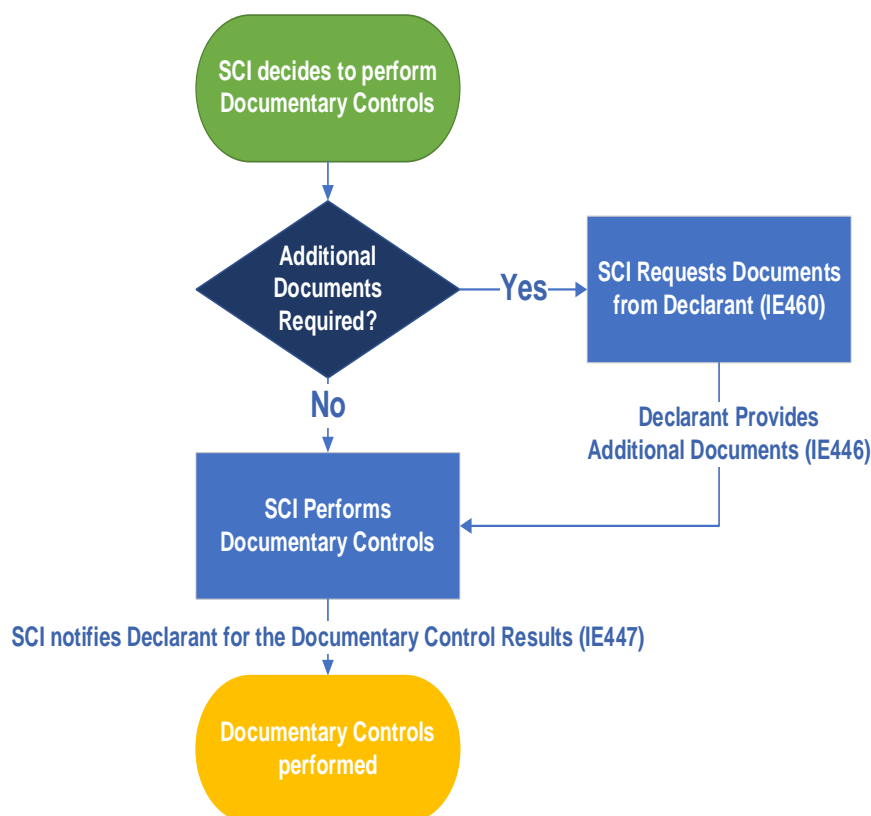 SCI decides to perform
Documentary Controls
Additional
Documents
Required?
Yes
SCI Requests Documents
from Declarant (IE460)
No
Declarant Provides
Additional Documents (IE446)
SCI Performs
Documentary Controls
SCI notifies Declarant for the Documentary Control Results (IE447)
Documentary Controls
performed